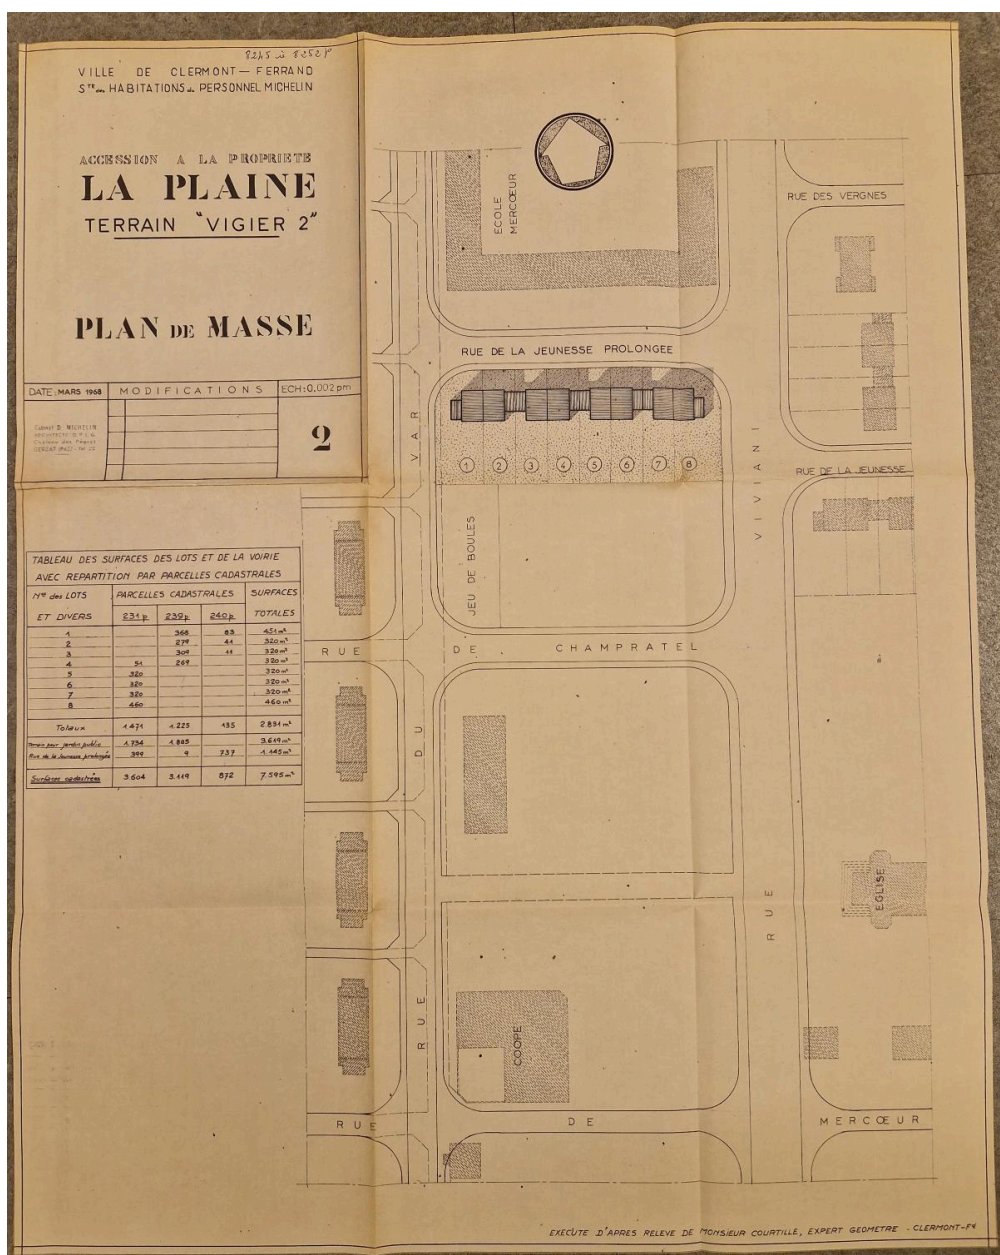 8245 à 8252
VILLE DE CLERMONT-FERRAND
STE des HABITATIONS du PERSONNEL MICHELIN
ACCESSION A LA PROPRIETE
LA PLAINE
TERRAIN "VIGIER 2"
PLAN DE MASSE
DATE: MARS 1968
MODIFICATIONS
ECH: 0.002 pm
2
TABLEAU DES SURFACES DES LOTS ET DE LA VOIRIE
AVEC REPARTITION PAR PARCELLES CADASTRALES
Nos des LOTS PARCELLES CADASTRALES SURFACES
ET DIVERS 231p 239p 240p TOTALES
1 368 83 451 m²
2 279 41 320 m²
3 309 11 320 m²
4 51 269 320 m²
5 320 320 m²
6 320 320 m²
7 320 320 m²
8 460 460 m²
Totaux 1.471 1.225 135 2.831 m²
Terrain pour jardin public 1.734 1.885 3.619 m²
Rue de la Jeunesse prolongée 399 9 737 1.145 m²
Surfaces cadastrées 3.604 3.119 872 7.595 m²
ECOLE
MERCŒUR
RUE DES VERGNES
RUE DE LA JEUNESSE PROLONGEE
1 2 3 4 5 6 7 8
RUE DE LA JEUNESSE
JEU DE BOULES
RUE DE CHAMPRATEL
RUE DU VAR
RUE VIVIANI
EGLISE
COOPE
RUE DE MERCŒUR
EXECUTE D'APRES RELEVE DE MONSIEUR COURTILLE, EXPERT GEOMETRE - CLERMONT-Fd